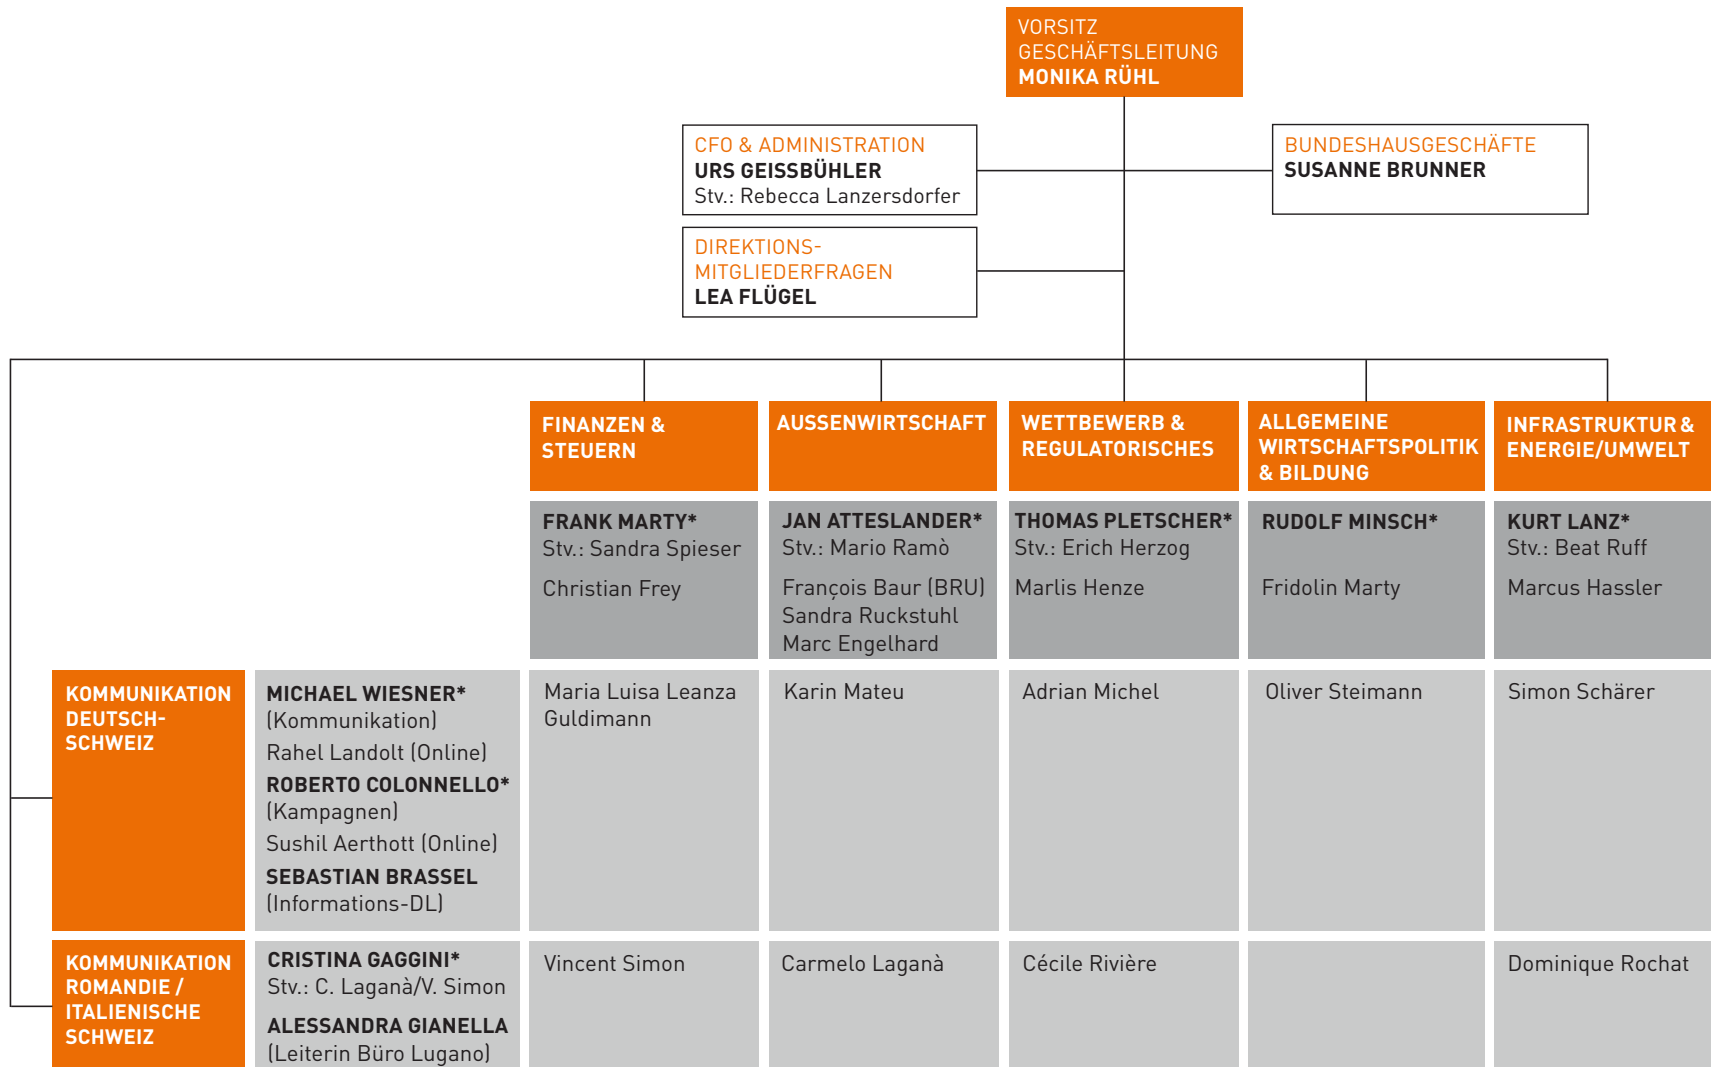 VORSITZ
GESCHÄFTSLEITUNG
MONIKA RÜHL
CFO & ADMINISTRATION
URS GEISSBÜHLER
Stv.: Rebecca Lanzersdorfer
BUNDESHAUSGESCHÄFTE
SUSANNE BRUNNER
DIREKTIONS-
MITGLIEDERFRAGEN
LEA FLÜGEL
FINANZEN &
STEUERN
AUSSENWIRTSCHAFT
WETTBEWERB &
REGULATORISCHES
ALLGEMEINE
WIRTSCHAFTSPOLITIK
& BILDUNG
INFRASTRUKTUR &
ENERGIE/UMWELT
FRANK MARTY*
Stv.: Sandra Spieser
Christian Frey
JAN ATTESLANDER*
Stv.: Mario Ramò
François Baur (BRU)
Sandra Ruckstuhl
Marc Engelhard
THOMAS PLETSCHER*
Stv.: Erich Herzog
Marlis Henze
RUDOLF MINSCH*
Fridolin Marty
KURT LANZ*
Stv.: Beat Ruff
Marcus Hassler
KOMMUNIKATION
DEUTSCH-
SCHWEIZ
MICHAEL WIESNER*
(Kommunikation)
Rahel Landolt (Online)
ROBERTO COLONNELLO*
(Kampagnen)
Sushil Aerthott (Online)
SEBASTIAN BRASSEL
(Informations-DL)
Maria Luisa Leanza
Guldimann
Karin Mateu
Adrian Michel
Oliver Steimann
Simon Schärer
KOMMUNIKATION
ROMANDIE /
ITALIENISCHE
SCHWEIZ
CRISTINA GAGGINI*
Stv.: C. Laganà/V. Simon
ALESSANDRA GIANELLA
(Leiterin Büro Lugano)
Vincent Simon
Carmelo Laganà
Cécile Rivière
Dominique Rochat